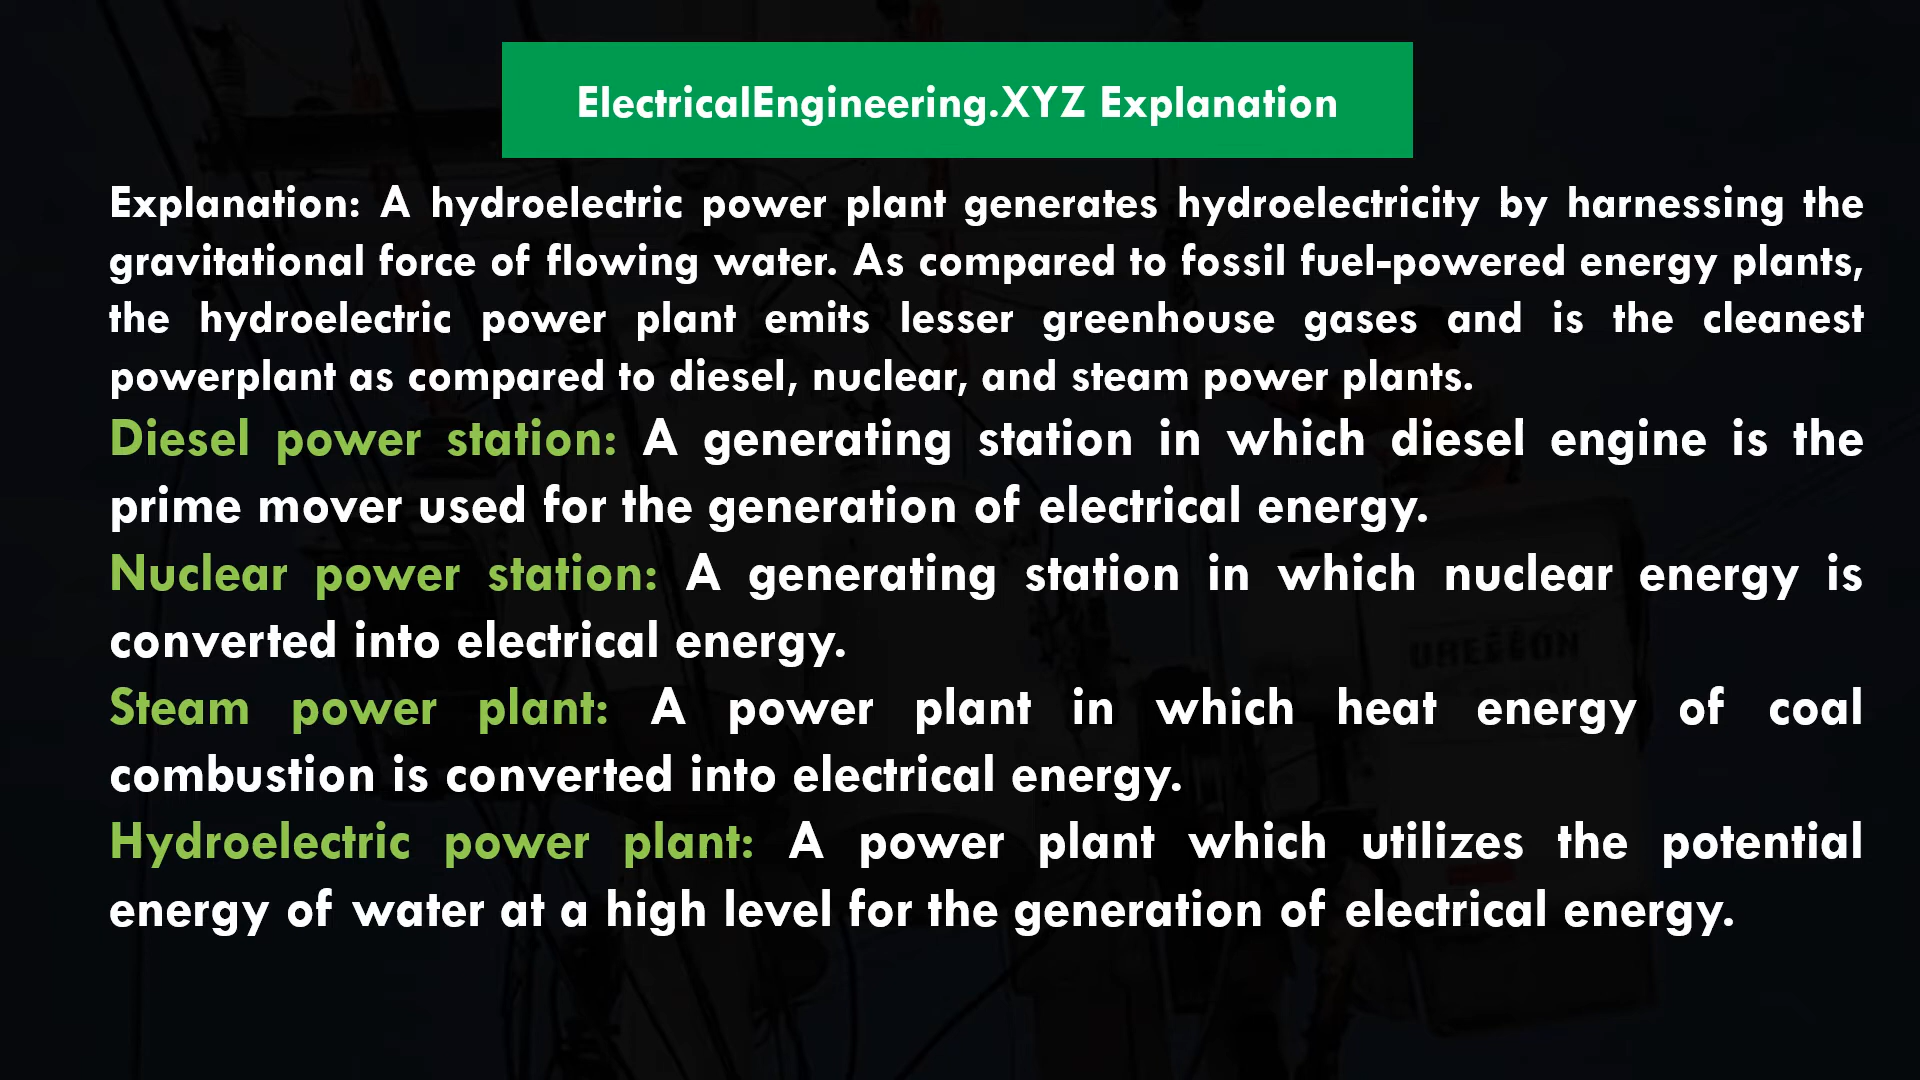 ElectricalEngineering.XYZ Explanation
Explanation: A hydroelectric power plant generates hydroelectricity by harnessing the
gravitational force of flowing water. As compared to fossil fuel-powered energy plants,
the hydroelectric power plant emits lesser greenhouse gases and is the cleanest
powerplant as compared to diesel, nuclear, and steam power plants.
Diesel power station: A generating station in which diesel engine is the
prime mover used for the generation of electrical energy.
Nuclear power station: A generating station in which nuclear energy is
converted into electrical energy.
Steam power plant: A power plant in which heat energy of coal
combustion is converted into electrical energy.
Hydroelectric power plant: A power plant which utilizes the potential
energy of water at a high level for the generation of electrical energy.